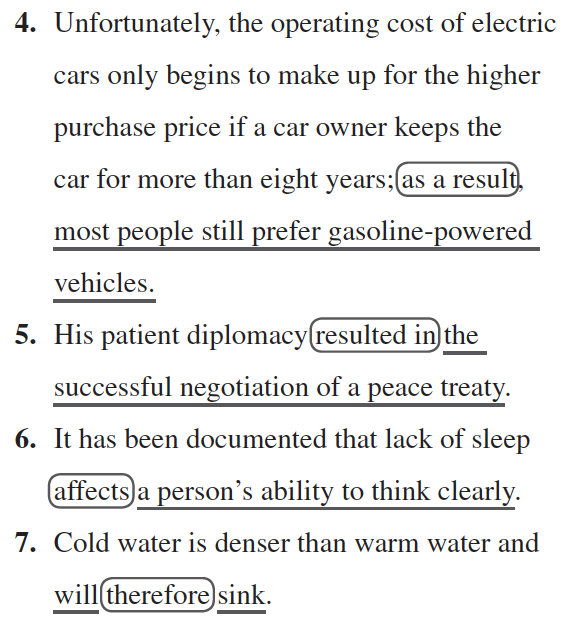 4. Unfortunately, the operating cost of electric
cars only begins to make up for the higher
purchase price if a car owner keeps the
car for more than eight years; as a result,
most people still prefer gasoline-powered
vehicles.
5. His patient diplomacy resulted in the
successful negotiation of a peace treaty.
6. It has been documented that lack of sleep
affects a person’s ability to think clearly.
7. Cold water is denser than warm water and
will therefore sink.